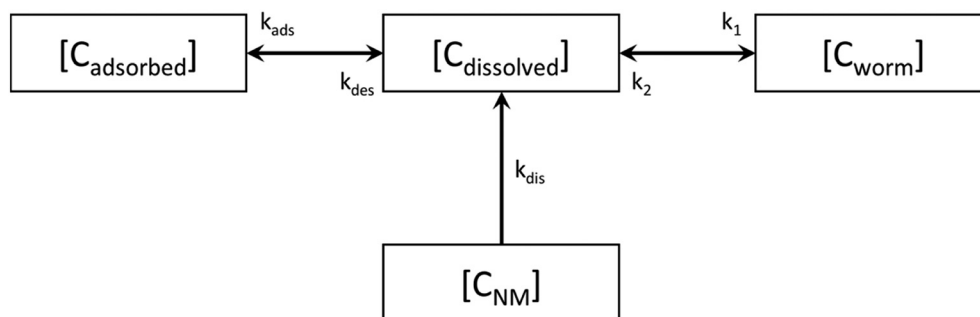 k_ads
k_1
[C_adsorbed]
[C_dissolved]
[C_worm]
k_des
k_2
k_dis
[C_NM]